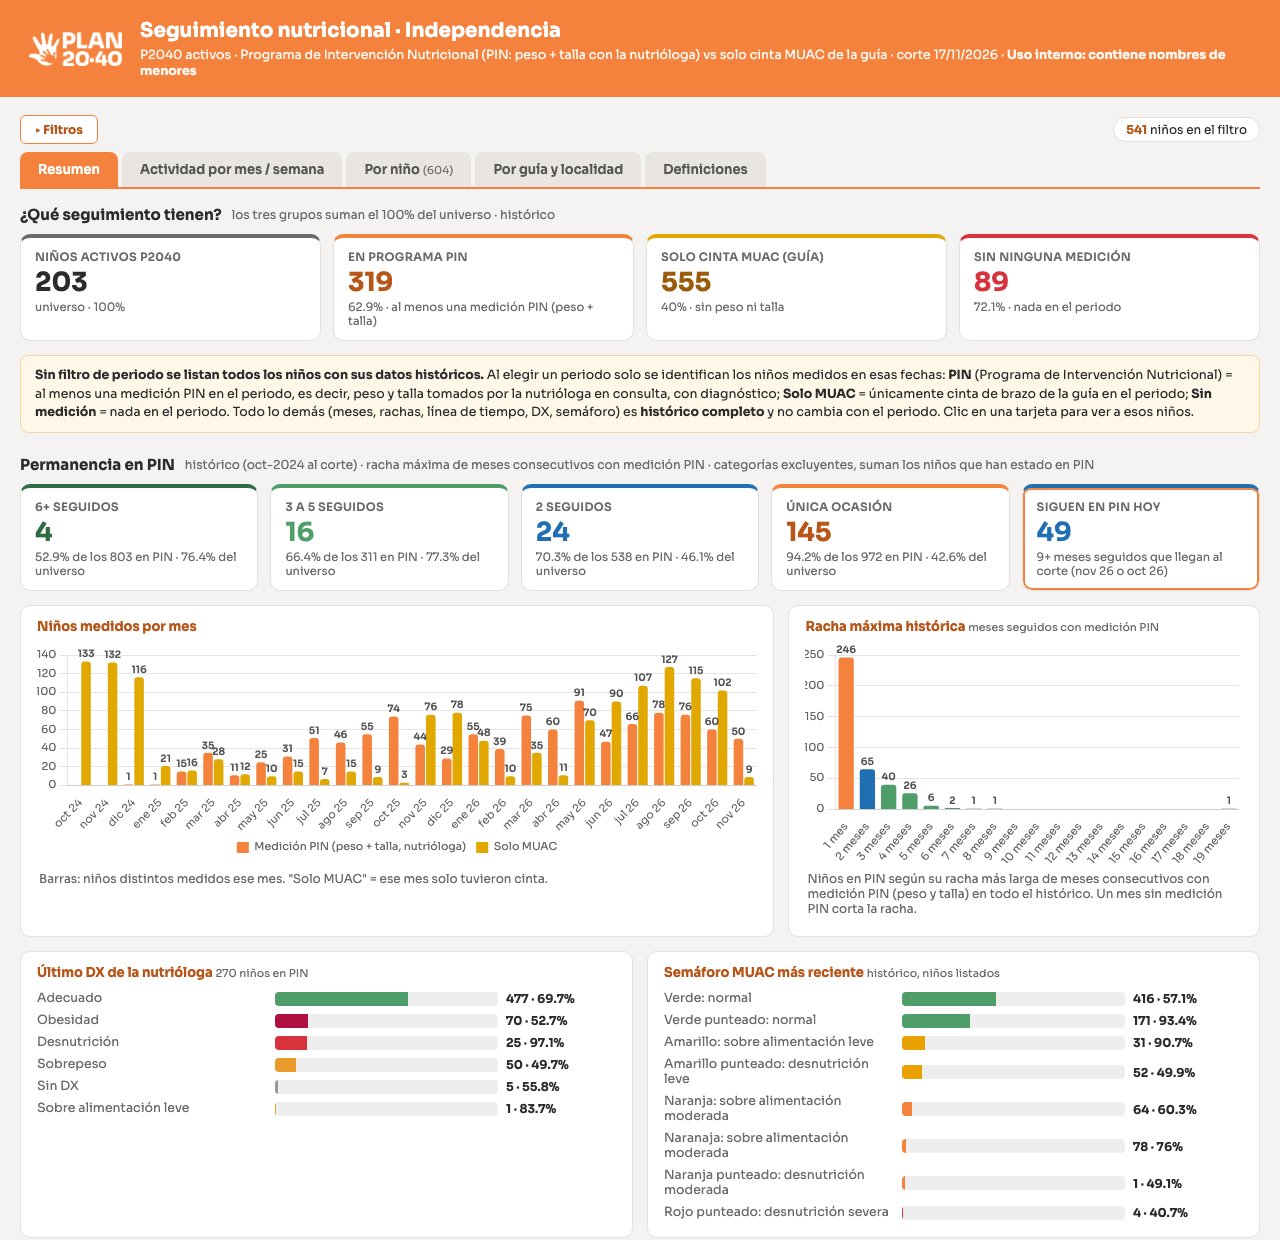 PLAN
20·40
Seguimiento nutricional · Independencia
P2040 activos · Programa de Intervención Nutricional (PIN: peso + talla con la nutrióloga) vs solo cinta MUAC de la guía · corte 17/11/2026 · Uso interno: contiene nombres de
menores
▸ Filtros
541 niños en el filtro
Resumen
Actividad por mes / semana
Por niño (604)
Por guía y localidad
Definiciones
¿Qué seguimiento tienen? los tres grupos suman el 100% del universo · histórico
NIÑOS ACTIVOS P2040
203
universo · 100%
EN PROGRAMA PIN
319
62.9% · al menos una medición PIN (peso +
talla)
SOLO CINTA MUAC (GUÍA)
555
40% · sin peso ni talla
SIN NINGUNA MEDICIÓN
89
72.1% · nada en el periodo
Sin filtro de periodo se listan todos los niños con sus datos históricos. Al elegir un periodo solo se identifican los niños medidos en esas fechas: PIN (Programa de Intervención Nutricional) =
al menos una medición PIN en el periodo, es decir, peso y talla tomados por la nutrióloga en consulta, con diagnóstico; Solo MUAC = únicamente cinta de brazo de la guía en el periodo; Sin
medición = nada en el periodo. Todo lo demás (meses, rachas, línea de tiempo, DX, semáforo) es histórico completo y no cambia con el periodo. Clic en una tarjeta para ver a esos niños.
Permanencia en PIN histórico (oct-2024 al corte) · racha máxima de meses consecutivos con medición PIN · categorías excluyentes, suman los niños que han estado en PIN
6+ SEGUIDOS
4
52.9% de los 803 en PIN · 76.4% del
universo
3 A 5 SEGUIDOS
16
66.4% de los 311 en PIN · 77.3% del
universo
2 SEGUIDOS
24
70.3% de los 538 en PIN · 46.1% del
universo
ÚNICA OCASIÓN
145
94.2% de los 972 en PIN · 42.6% del
universo
SIGUEN EN PIN HOY
49
9+ meses seguidos que llegan al
corte (nov 26 o oct 26)
Niños medidos por mes
140
120
100
80
60
40
20
0
133 132 116 1 1 21 15 16 35 28 11 12 25 10 31 15 51 7 46 15 55 9 74 3 44 76 29 78 55 48 39 10 75 35 60 11 91 70 47 90 66 107 78 127 76 115 60 102 50 9
oct 24 nov 24 dic 24 ene 25 feb 25 mar 25 abr 25 may 25 jun 25 jul 25 ago 25 sep 25 oct 25 nov 25 dic 25 ene 26 feb 26 mar 26 abr 26 may 26 jun 26 jul 26 ago 26 sep 26 oct 26 nov 26
Medición PIN (peso + talla, nutrióloga) Solo MUAC
Barras: niños distintos medidos ese mes. "Solo MUAC" = ese mes solo tuvieron cinta.
Racha máxima histórica meses seguidos con medición PIN
250
200
150
100
50
0
246 65 40 26 6 2 1 1 1
1 mes 2 meses 3 meses 4 meses 5 meses 6 meses 7 meses 8 meses 9 meses 10 meses 11 meses 12 meses 13 meses 14 meses 15 meses 16 meses 17 meses 18 meses 19 meses
Niños en PIN según su racha más larga de meses consecutivos con
medición PIN (peso y talla) en todo el histórico. Un mes sin medición
PIN corta la racha.
Último DX de la nutrióloga 270 niños en PIN
Adecuado 477 · 69.7%
Obesidad 70 · 52.7%
Desnutrición 25 · 97.1%
Sobrepeso 50 · 49.7%
Sin DX 5 · 55.8%
Sobre alimentación leve 1 · 83.7%
Semáforo MUAC más reciente histórico, niños listados
Verde: normal 416 · 57.1%
Verde punteado: normal 171 · 93.4%
Amarillo: sobre alimentación leve 31 · 90.7%
Amarillo punteado: desnutrición
leve 52 · 49.9%
Naranja: sobre alimentación
moderada 64 · 60.3%
Naranaja: sobre alimentación
moderada 78 · 76%
Naranja punteado: desnutrición
moderada 1 · 49.1%
Rojo punteado: desnutrición severa 4 · 40.7%